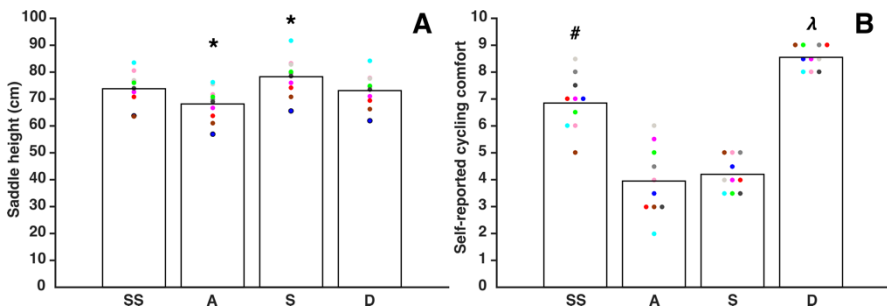 A
Saddle height (cm)
100
90
80
70
60
50
40
30
20
10
0
*
*
SS
A
S
D
B
Self-reported cycling comfort
10
9
8
7
6
5
4
3
2
1
0
#
λ
SS
A
S
D